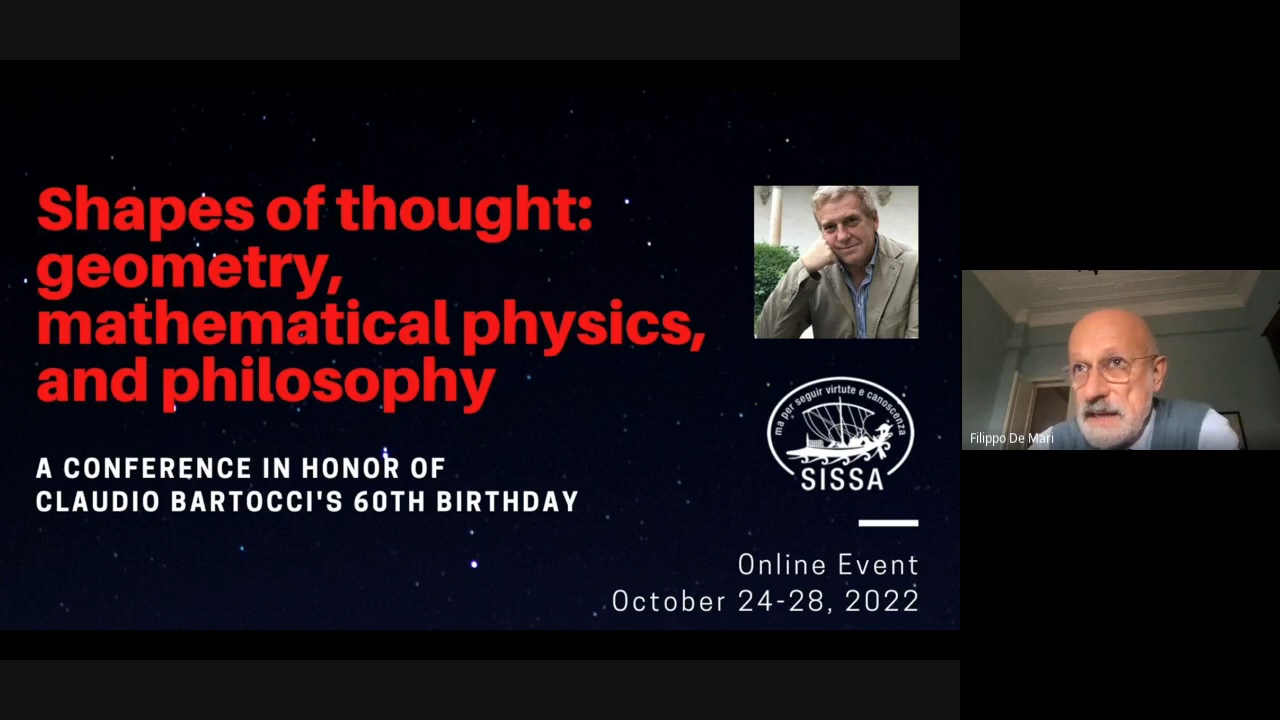 Shapes of thought:
geometry,
mathematical physics,
and philosophy
A CONFERENCE IN HONOR OF
CLAUDIO BARTOCCI'S 60TH BIRTHDAY
ma per seguir virtute e canoscenza
SISSA
Online Event
October 24-28, 2022
Filippo De Mari